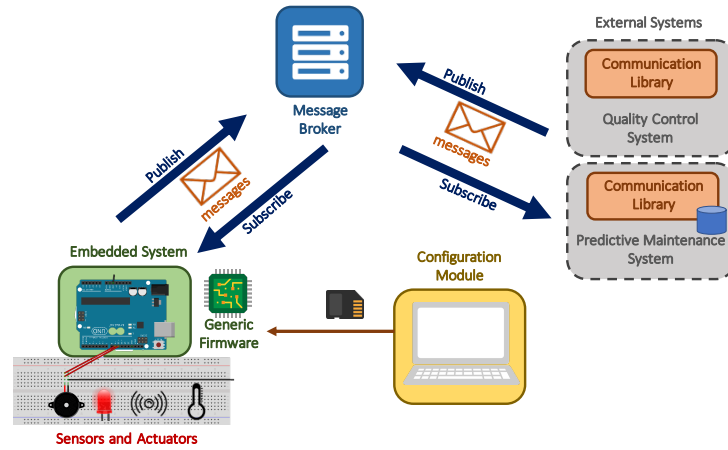 External Systems
Communication
Library
Quality Control
System
Communication
Library
Predictive Maintenance
System
Message
Broker
Publish
messages
Subscribe
Publish
messages
Subscribe
Embedded System
Generic
Firmware
Configuration
Module
UNO
Sensors and Actuators